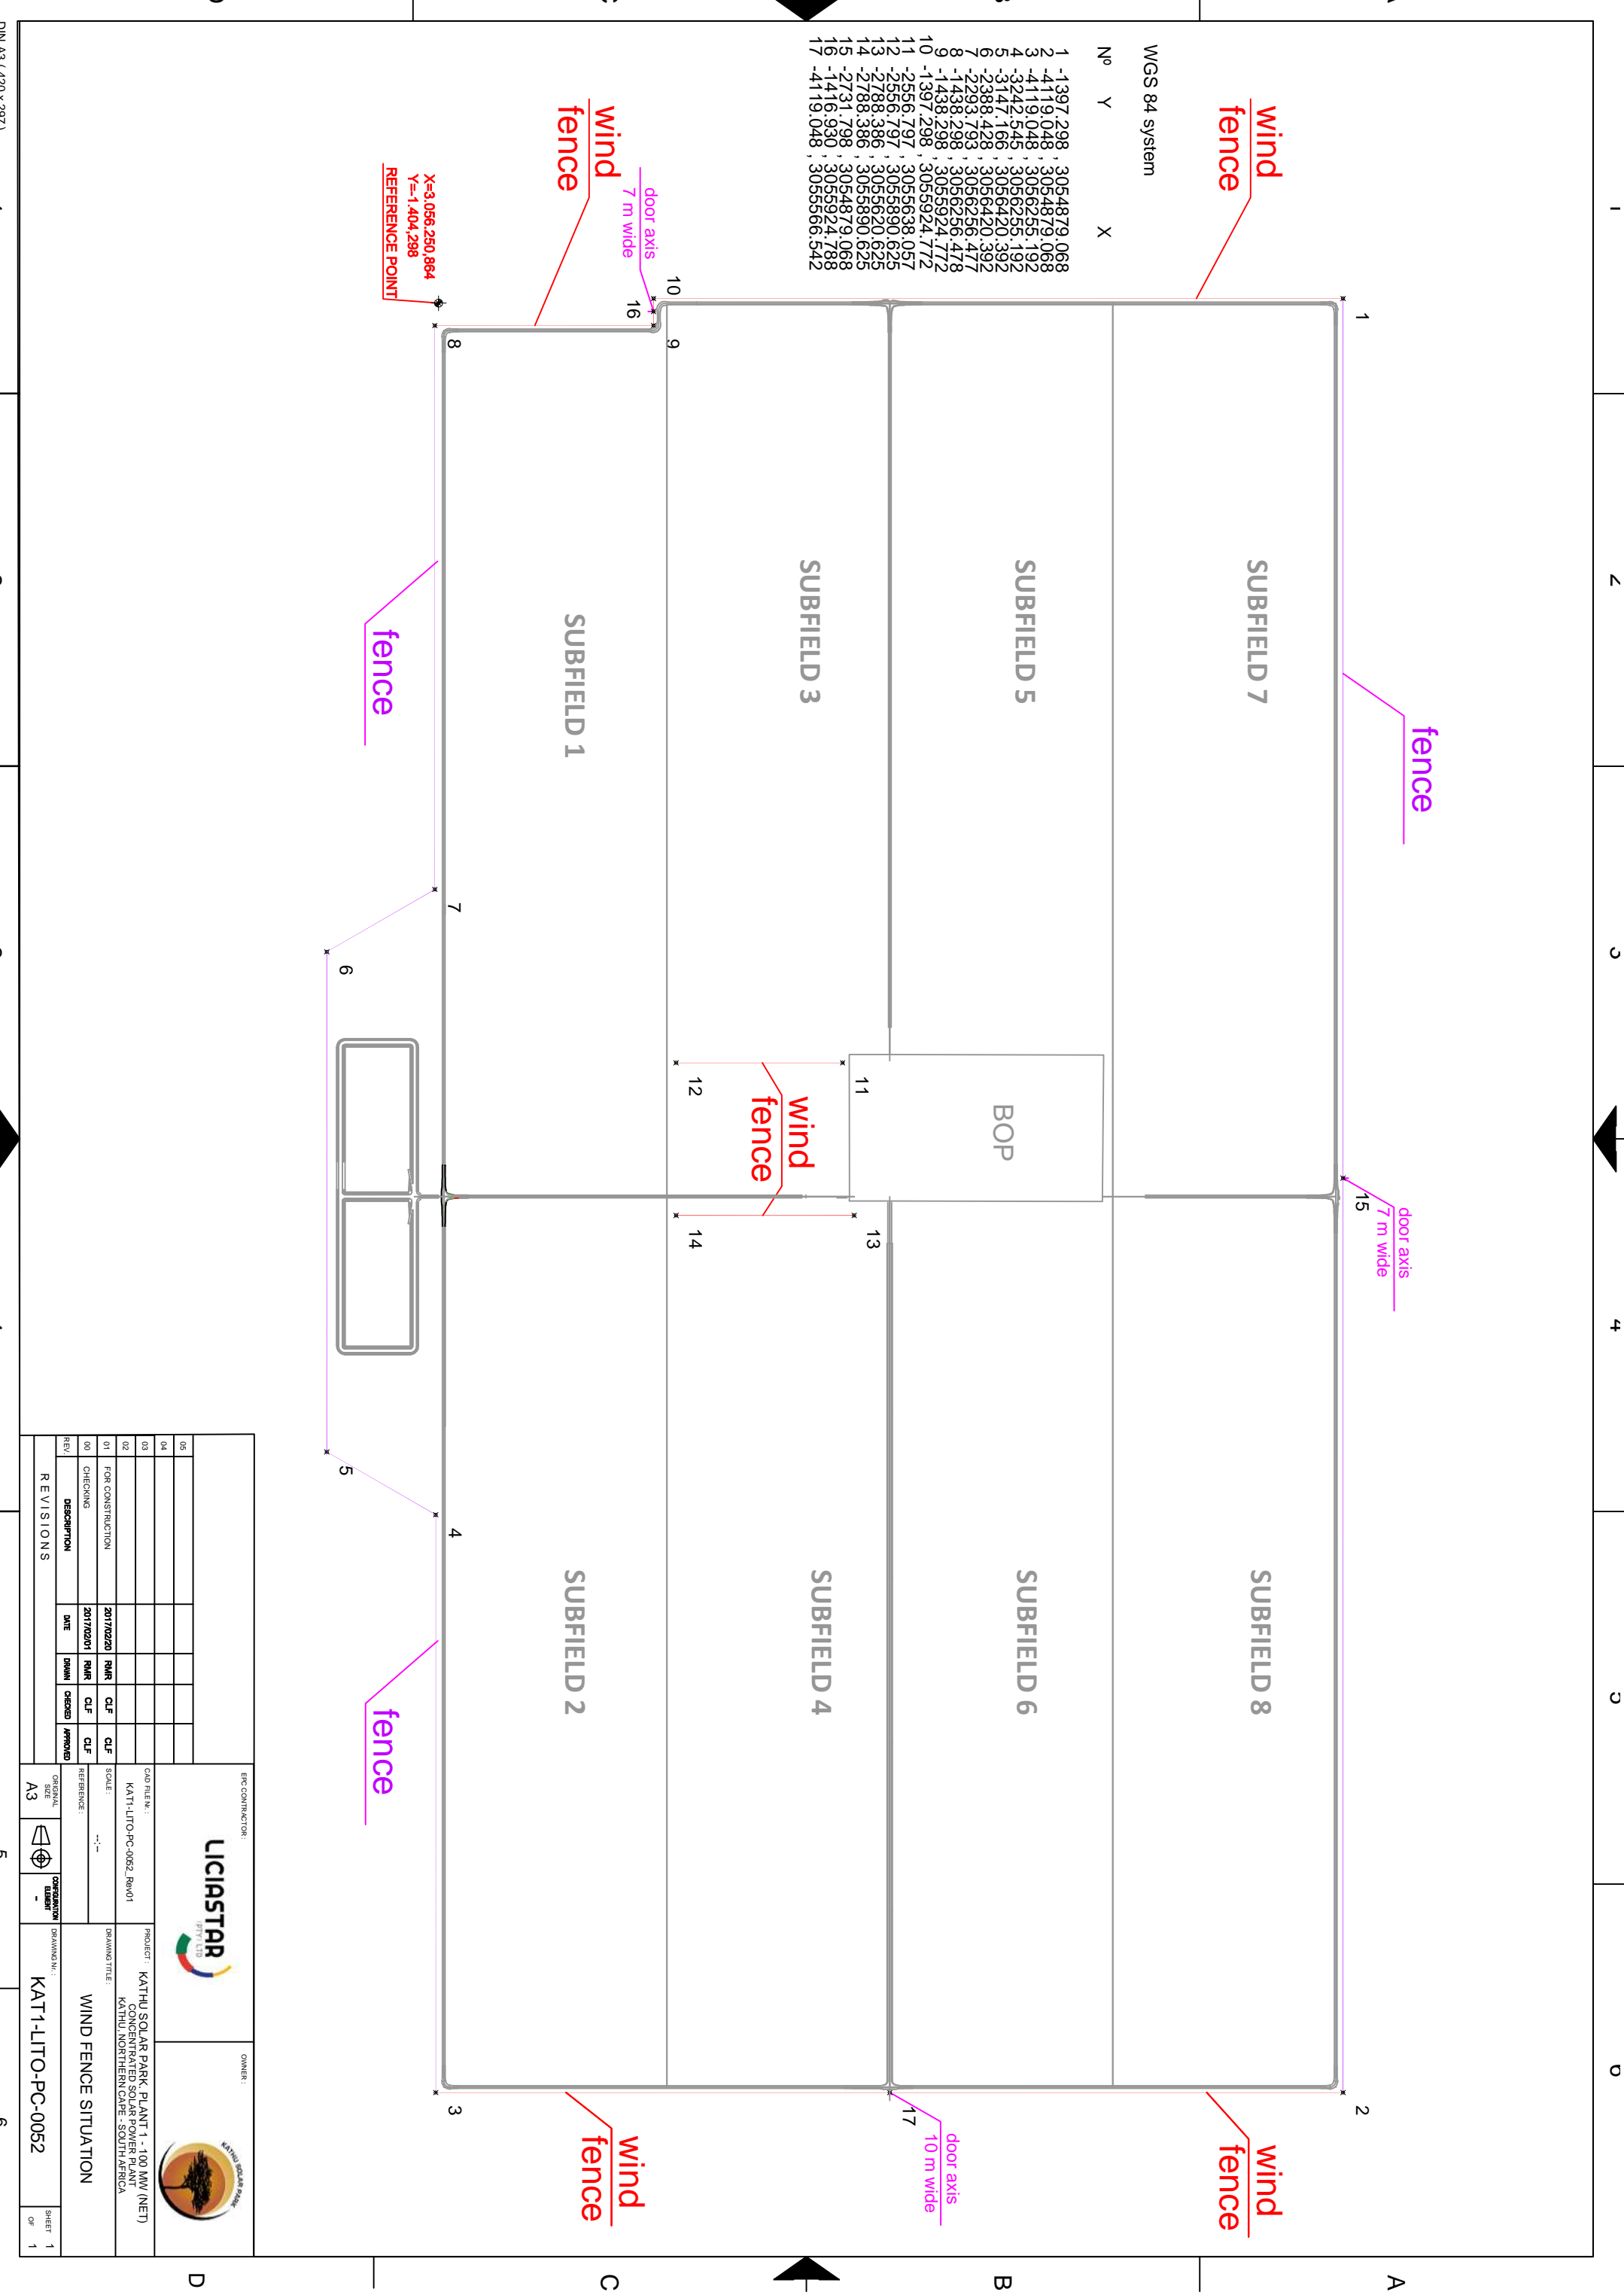 WGS 84 system
Nº Y X
1 -1397.298 , 3054879.068
2 -4119.048 , 3054879.068
3 -4119.048 , 3056255.192
4 -3242.545 , 3056255.192
5 -3147.166 , 3056420.392
6 -2388.428 , 3056420.392
7 -2293.793 , 3056256.477
8 -1438.298 , 3056256.478
9 -1438.298 , 3055924.772
10 -1397.298 , 3055924.772
11 -2556.797 , 3055638.057
12 -2556.797 , 3055890.625
13 -2788.386 , 3055620.625
14 -2788.386 , 3055890.625
15 -2731.798 , 3054879.068
16 -1416.930 , 3055924.788
17 -4119.048 , 3055566.542
fence
door axis
7 m wide
wind
fence
1
15
2
wind
fence
SUBFIELD 7
SUBFIELD 8
SUBFIELD 5
BOP
SUBFIELD 6
door axis
10 m wide
17
11
13
SUBFIELD 3
wind
fence
SUBFIELD 4
door axis
7 m wide
10
16
9
12
14
wind
fence
SUBFIELD 1
SUBFIELD 2
wind
fence
8
7
4
3
X=3.056.250,864
Y=-1.404,298
REFERENCE POINT
fence
fence
6
5
EPC CONTRACTOR :
LICIASTAR
(PTY) LTD
OWNER :
KATHU SOLAR PARK
05
04
03
02
01 FOR CONSTRUCTION 2017/02/20 RMR CLF CLF
00 CHECKING 2017/02/01 RMR CLF CLF
REV. DESCRIPTION DATE DRAWN CHECKED APPROVED
REVISIONS
CAD FILE Nr. :
KAT1-LITO-PC-0052_Rev01
SCALE :
--:--
REFERENCE :
PROJECT : KATHU SOLAR PARK, PLANT 1 - 100 MW (NET)
CONCENTRATED SOLAR POWER PLANT
KATHU, NORTHERN CAPE - SOUTH AFRICA
DRAWING TITLE :
WIND FENCE SITUATION
ORIGINAL
SIZE
A3
CONFIGURATION
ELEMENT
-
DRAWING Nr. :
KAT1-LITO-PC-0052
SHEET 1
OF 1
A
B
C
D
4